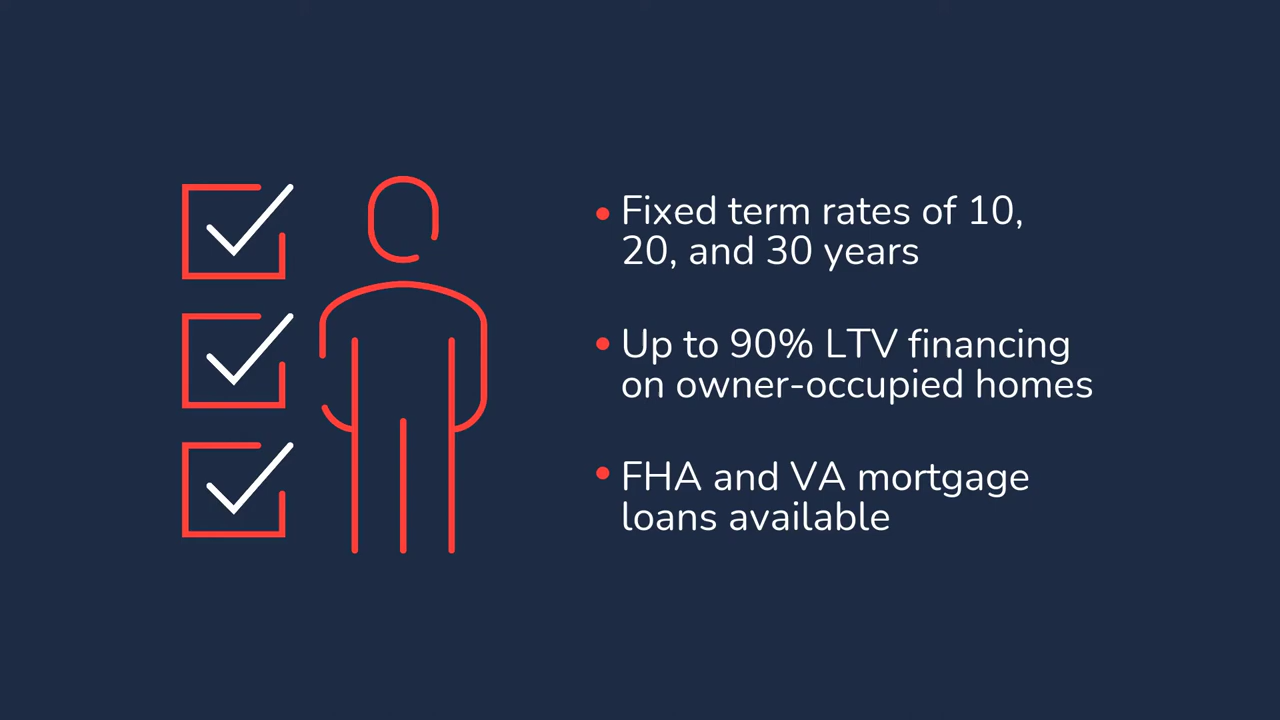 Fixed term rates of 10,
20, and 30 years
Up to 90% LTV financing
on owner-occupied homes
FHA and VA mortgage
loans available